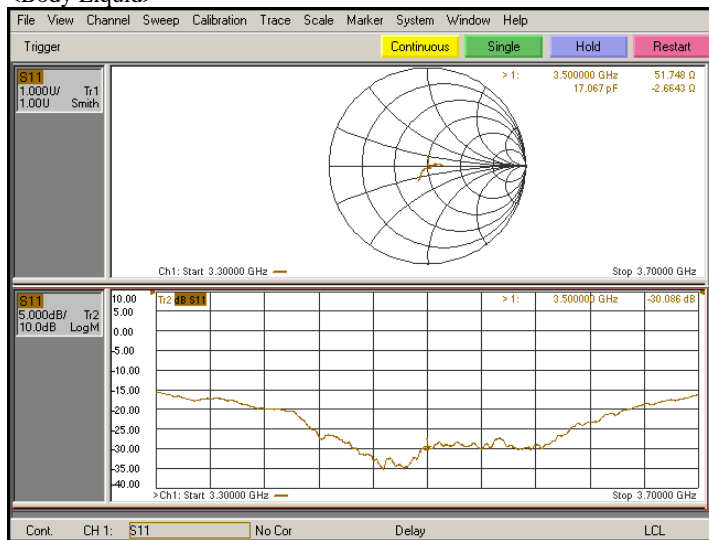 <Body Liquid>
File View Channel Sweep Calibration Trace Scale Marker System Window Help
Trigger Continuous Single Hold Restart
S11
1.000U/ Tr1
1.00U Smith
> 1: 3.500000 GHz 51.748 Ω
17.067 pF -2.6643 Ω
Ch1: Start 3.30000 GHz
Stop 3.70000 GHz
S11
5.000dB/ Tr2
10.0dB LogM
Tr2 dB S11
> 1: 3.500000 GHz -30.086 dB
10.00
5.00
0.00
-5.00
-10.00
-15.00
-20.00
-25.00
-30.00
-35.00
-40.00
>Ch1: Start 3.30000 GHz
Stop 3.70000 GHz
Cont. CH 1: S11 No Cor Delay LCL